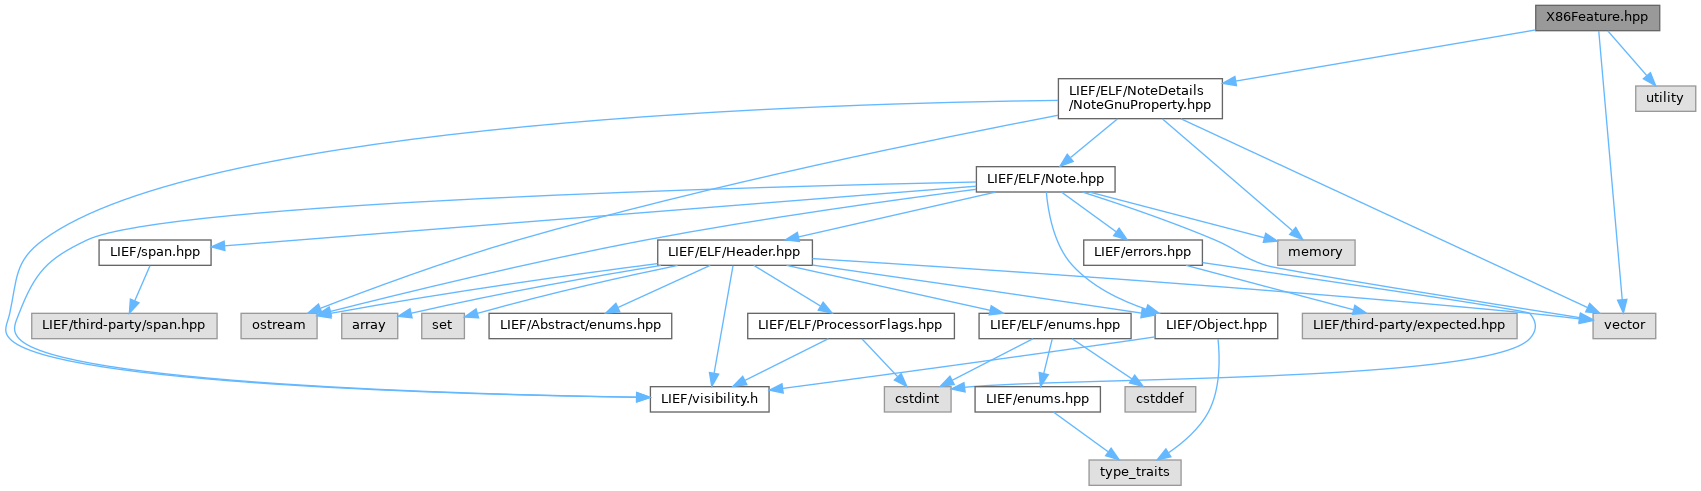 X86Feature.hpp
LIEF/ELF/NoteDetails
/NoteGnuProperty.hpp
utility
LIEF/ELF/Note.hpp
LIEF/span.hpp
LIEF/ELF/Header.hpp
LIEF/errors.hpp
memory
LIEF/third-party/span.hpp
ostream
array
set
LIEF/Abstract/enums.hpp
LIEF/ELF/ProcessorFlags.hpp
LIEF/ELF/enums.hpp
LIEF/Object.hpp
LIEF/third-party/expected.hpp
vector
LIEF/visibility.h
cstdint
LIEF/enums.hpp
cstddef
type_traits